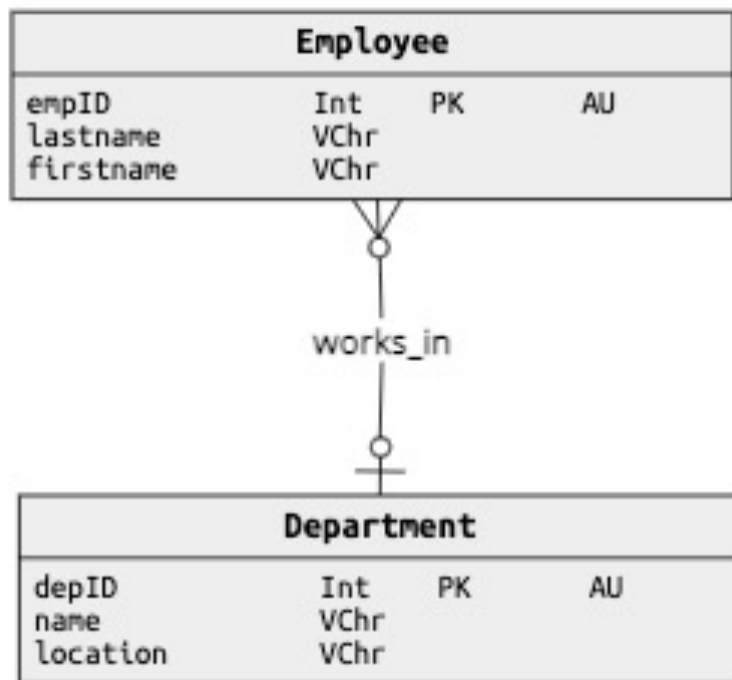 Employee
empID Int PK AU
lastname VChr
firstname VChr
works_in
Department
depID Int PK AU
name VChr
location VChr